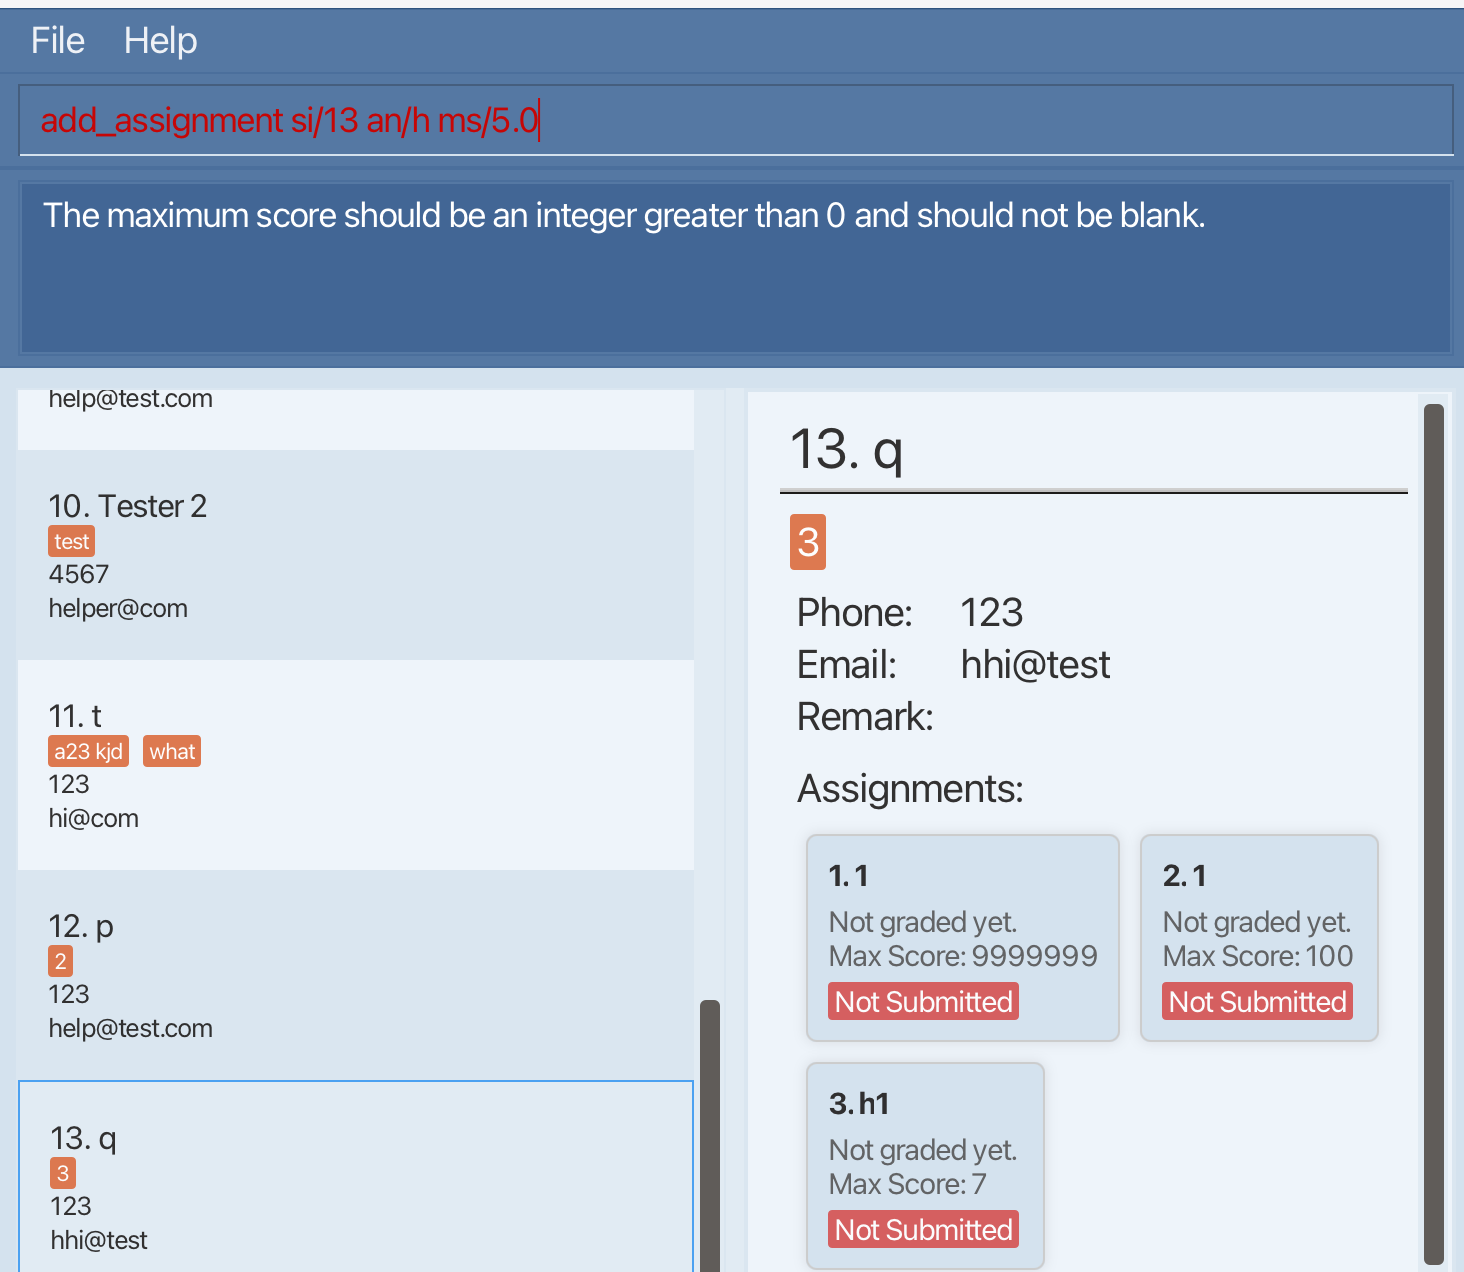 File Help
add_assignment si/13 an/h ms/5.0
The maximum score should be an integer greater than 0 and should not be blank.
help@test.com
10. Tester 2
test
4567
helper@com
11. t
a23 kjd what
123
hi@com
12. p
2
123
help@test.com
13. q
3
123
hhi@test
13. q
3
Phone: 123
Email: hhi@test
Remark:
Assignments:
1. 1
Not graded yet.
Max Score: 9999999
Not Submitted
2. 1
Not graded yet.
Max Score: 100
Not Submitted
3. h1
Not graded yet.
Max Score: 7
Not Submitted